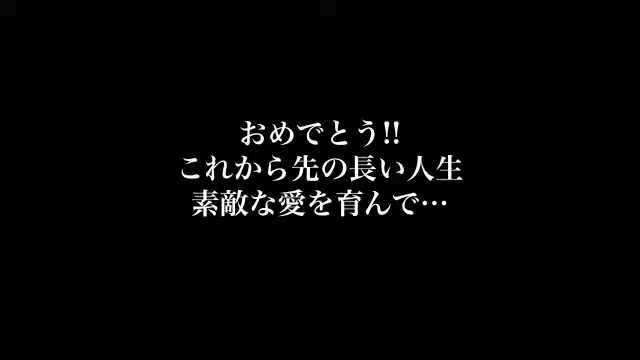 おめでとう!!
これから先の長い人生
素敵な愛を育んで…